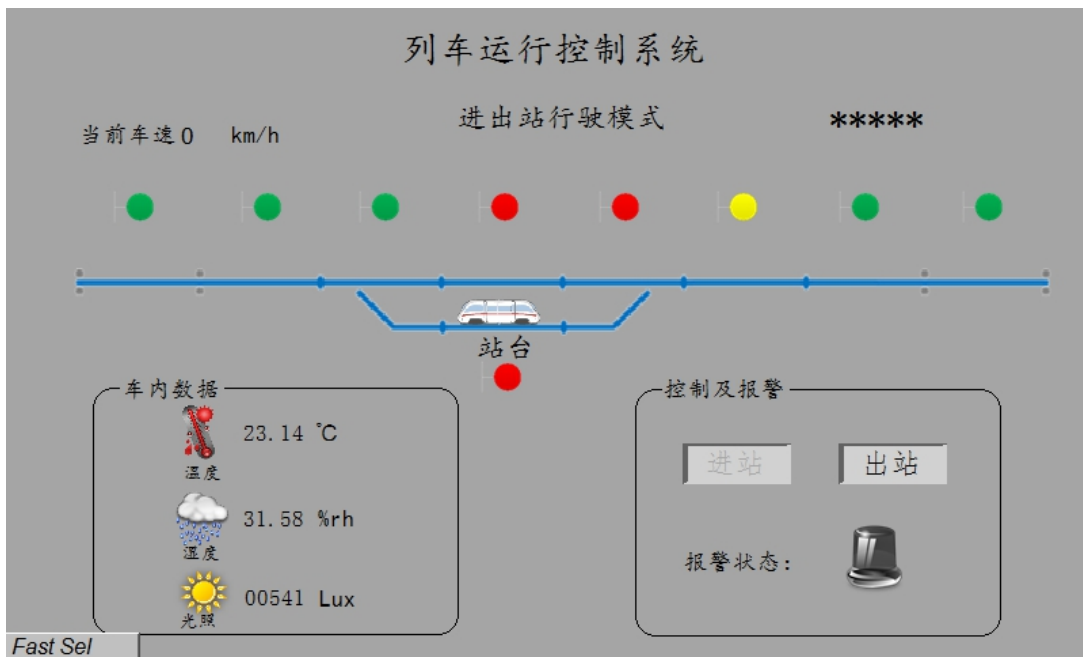 列车运行控制系统
进出站行驶模式 *****
当前车速0 km/h
站台
车内数据
23.14 ℃
温度
31.58 %rh
湿度
00541 Lux
光照
控制及报警
进站 出站
报警状态:
Fast Sel